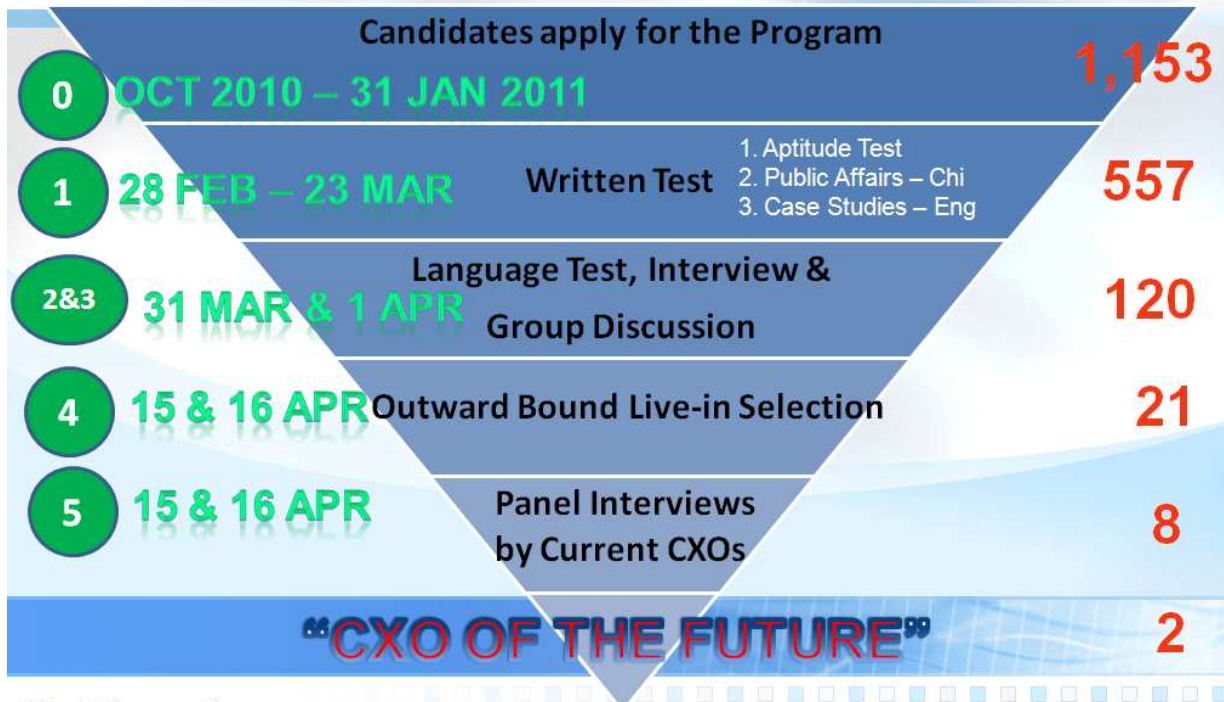 Candidates apply for the Program
1,153
0 OCT 2010 – 31 JAN 2011
1 28 FEB – 23 MAR
Written Test
1. Aptitude Test
2. Public Affairs – Chi
3. Case Studies – Eng
557
2&3 31 MAR & 1 APR
Language Test, Interview &
Group Discussion
120
4 15 & 16 APR
Outward Bound Live-in Selection
21
5 15 & 16 APR
Panel Interviews
by Current CXOs
8
“CXO OF THE FUTURE”
2